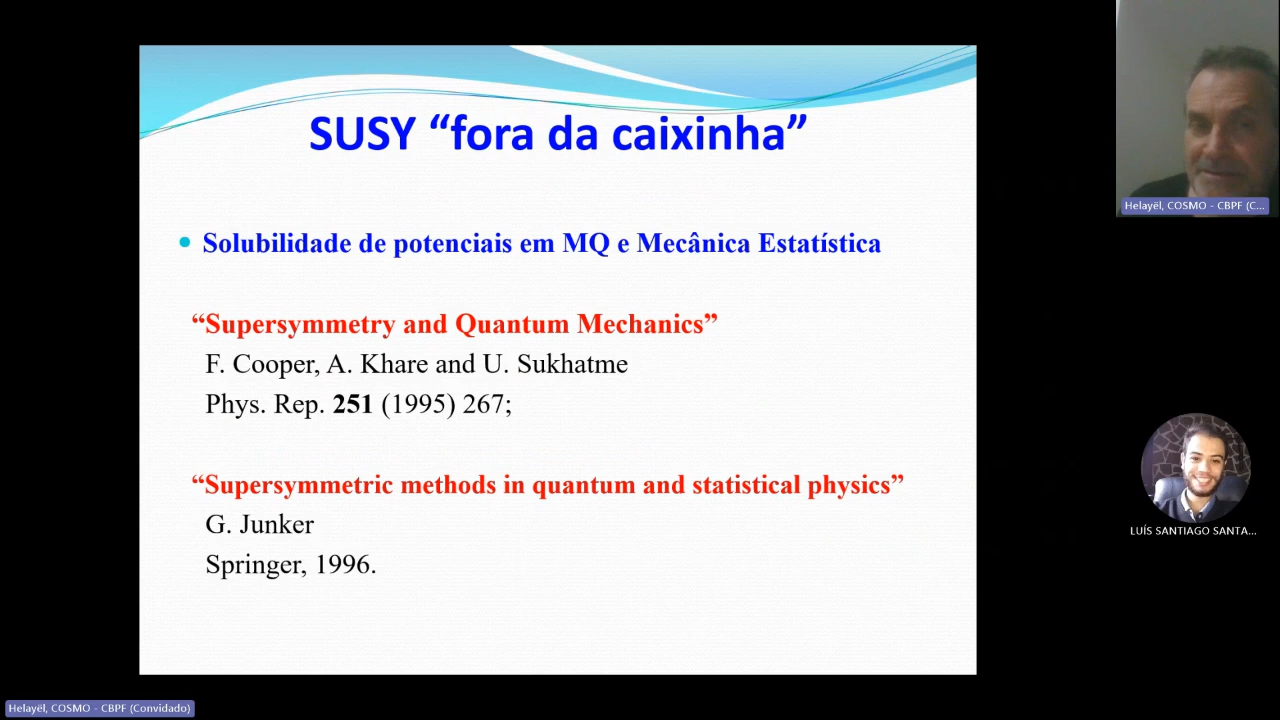 SUSY “fora da caixinha”
Solubilidade de potenciais em MQ e Mecânica Estatística
“Supersymmetry and Quantum Mechanics”
F. Cooper, A. Khare and U. Sukhatme
Phys. Rep. 251 (1995) 267;
“Supersymmetric methods in quantum and statistical physics”
G. Junker
Springer, 1996.
Helayël, COSMO - CBPF (C...
LUÍS SANTIAGO SANTA...
Helayël, COSMO - CBPF (Convidado)